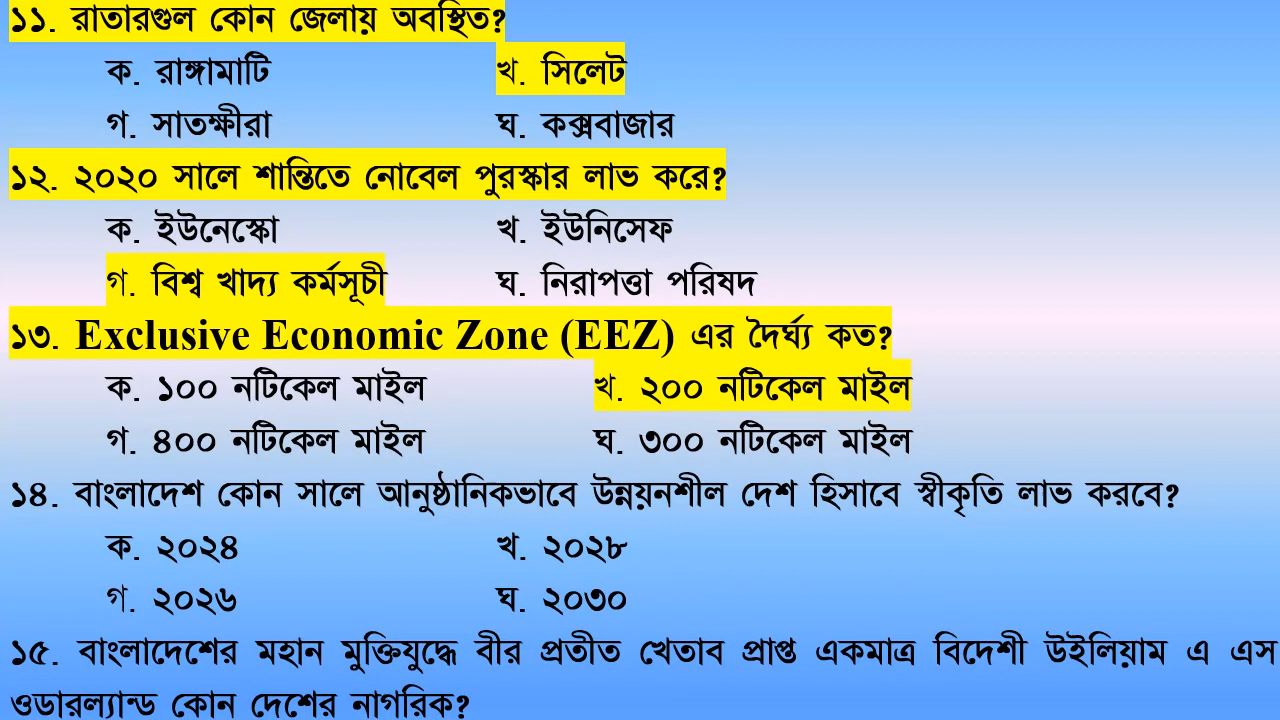 ১১. রাতারগুল কোন জেলায় অবস্থিত?
ক. রাঙ্গামাটি খ. সিলেট
গ. সাতক্ষীরা ঘ. কক্সবাজার
১২. ২০২০ সালে শান্তিতে নোবেল পুরস্কার লাভ করে?
ক. ইউনেস্কো খ. ইউনিসেফ
গ. বিশ্ব খাদ্য কর্মসূচী ঘ. নিরাপত্তা পরিষদ
১৩. Exclusive Economic Zone (EEZ) এর দৈর্ঘ্য কত?
ক. ১০০ নটিকেল মাইল খ. ২০০ নটিকেল মাইল
গ. ৪০০ নটিকেল মাইল ঘ. ৩০০ নটিকেল মাইল
১৪. বাংলাদেশ কোন সালে আনুষ্ঠানিকভাবে উন্নয়নশীল দেশ হিসাবে স্বীকৃতি লাভ করবে?
ক. ২০২৪ খ. ২০২৮
গ. ২০২৬ ঘ. ২০৩০
১৫. বাংলাদেশের মহান মুক্তিযুদ্ধে বীর প্রতীত খেতাব প্রাপ্ত একমাত্র বিদেশী উইলিয়াম এ এস
ওডারল্যান্ড কোন দেশের নাগরিক?